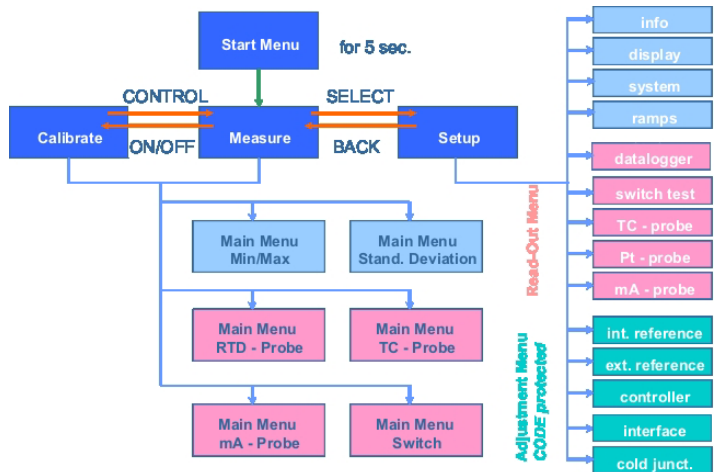 Start Menu
for 5 sec.
CONTROL
SELECT
Calibrate
Measure
Setup
ON/OFF
BACK
Main Menu
Min/Max
Main Menu
Stand. Deviation
Main Menu
RTD - Probe
Main Menu
TC - Probe
Main Menu
mA - Probe
Main Menu
Switch
info
display
system
ramps
Read-Out Menu
datalogger
switch test
TC - probe
Pt - probe
mA - probe
Adjustment Menu
CODE protected
int. reference
ext. reference
controller
interface
cold junct.